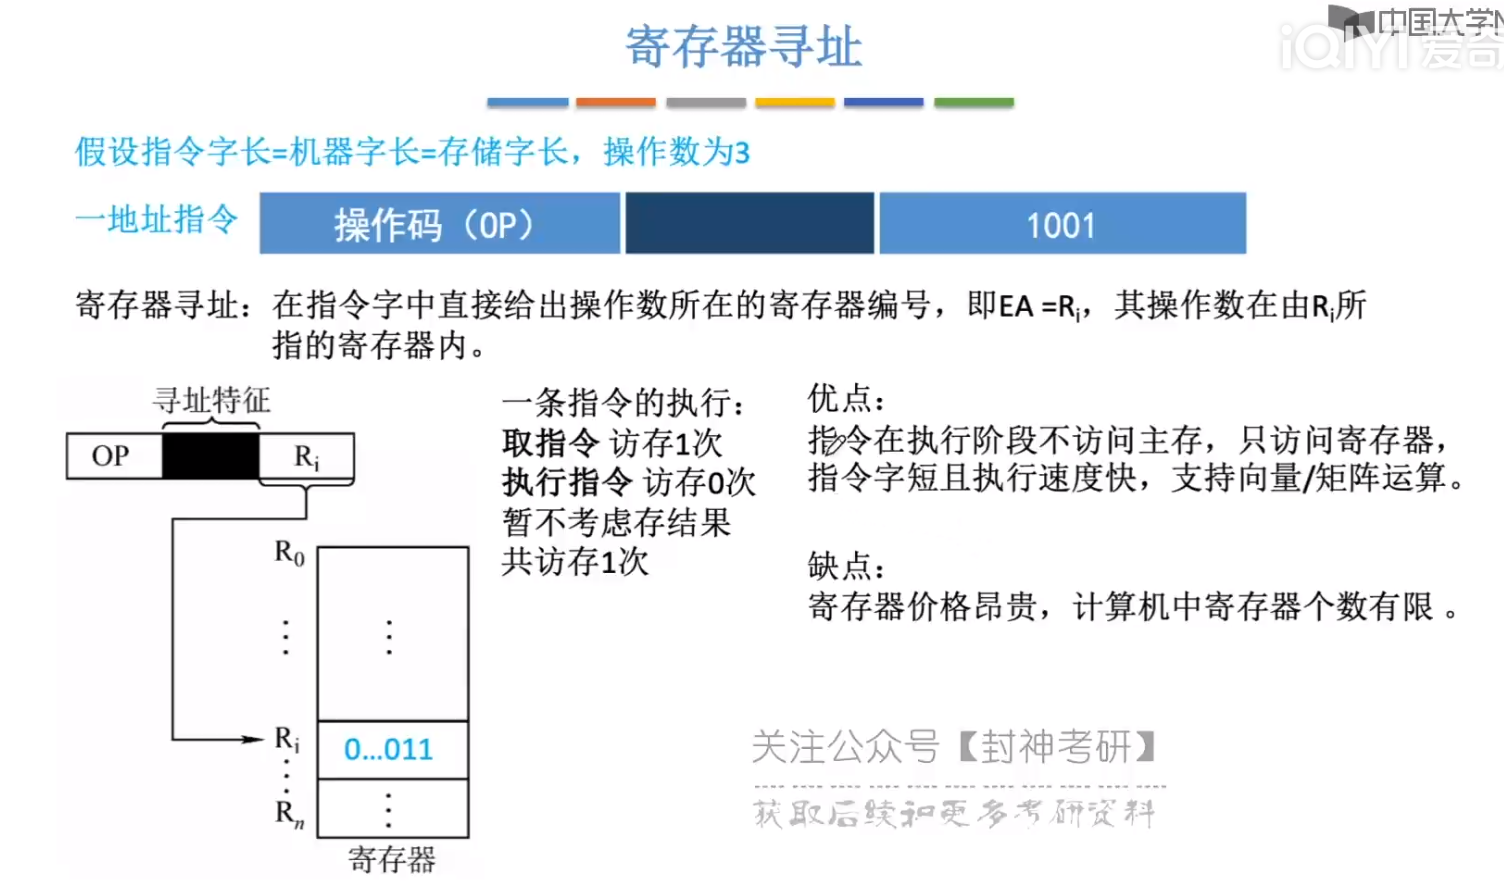 中国大学
iQIYI 爱奇
寄存器寻址
假设指令字长=机器字长=存储字长，操作数为3
一地址指令 操作码（OP） 1001
寄存器寻址：在指令字中直接给出操作数所在的寄存器编号，即EA =Ri，其操作数在由Ri所
指的寄存器内。
寻址特征
OP Ri
R0
⋮ ⋮
Ri 0...011
⋮
Rn ⋮
寄存器
一条指令的执行：
取指令 访存1次
执行指令 访存0次
暂不考虑存结果
共访存1次
优点：
指令在执行阶段不访问主存，只访问寄存器，
指令字短且执行速度快，支持向量/矩阵运算。
缺点：
寄存器价格昂贵，计算机中寄存器个数有限 。
关注公众号【封神考研】
获取后续和更多考研资料